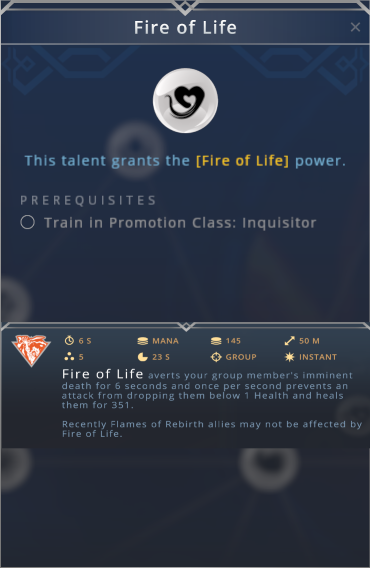 Fire of Life
This talent grants the [Fire of Life] power.
PREREQUISITES
Train in Promotion Class: Inquisitor
6 S MANA 145 50 M
5 23 S GROUP INSTANT
Fire of Life averts your group member's imminent
death for 6 seconds and once per second prevents an
attack from dropping them below 1 Health and heals
them for 351.
Recently Flames of Rebirth allies may not be affected by
Fire of Life.